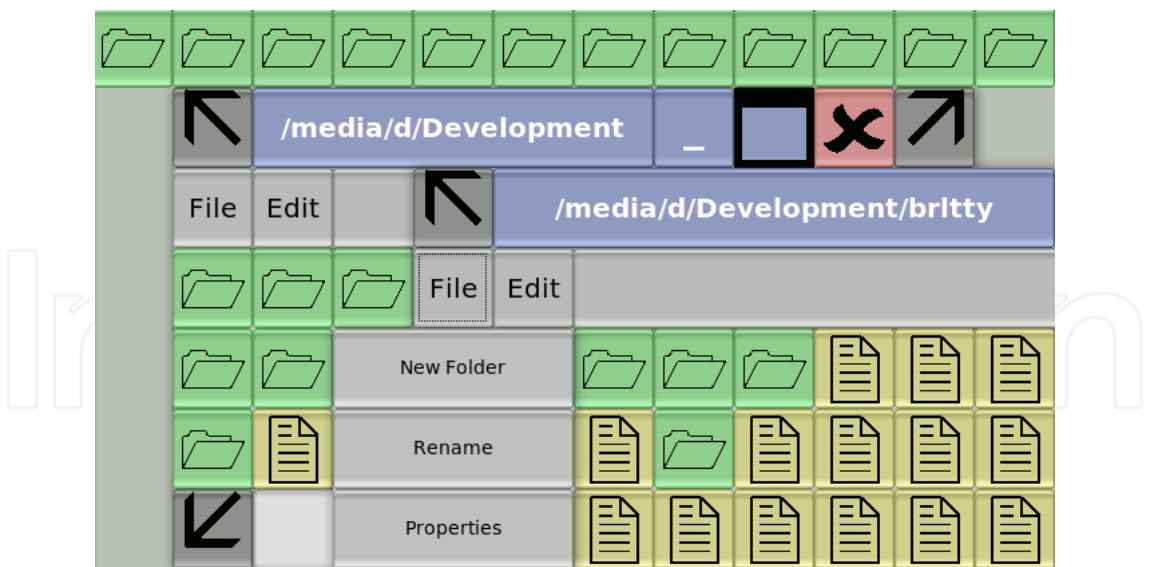 /media/d/Development _
File Edit
/media/d/Development/brltty
File Edit
New Folder
Rename
Properties